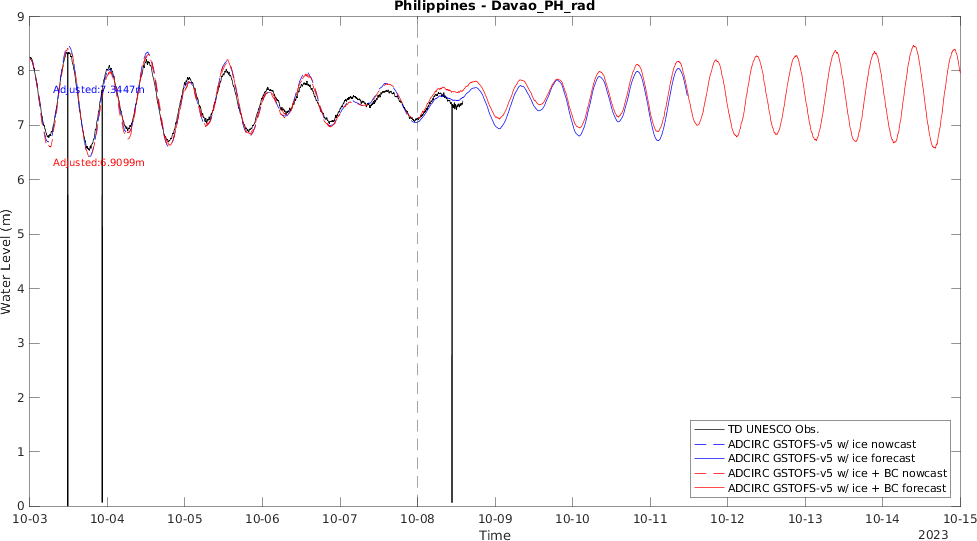 Philippines - Davao_PH_rad
9
8
7
6
5
4
3
2
1
0
Water Level (m)
Adjusted:7.3447m
Adjusted:6.9099m
TD UNESCO Obs.
ADCIRC GSTOFS-v5 w/ ice nowcast
ADCIRC GSTOFS-v5 w/ ice forecast
ADCIRC GSTOFS-v5 w/ ice + BC nowcast
ADCIRC GSTOFS-v5 w/ ice + BC forecast
10-03 10-04 10-05 10-06 10-07 10-08 10-09 10-10 10-11 10-12 10-13 10-14 10-15
Time
2023